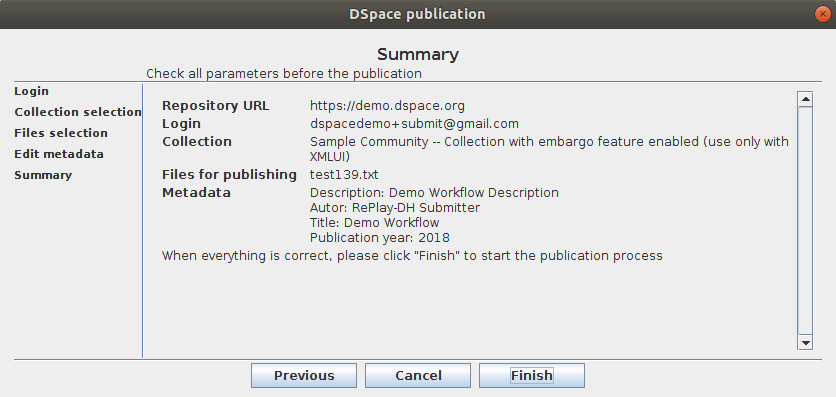 DSpace publication
Summary
Check all parameters before the publication
Login
Collection selection
Files selection
Edit metadata
Summary
Repository URL https://demo.dspace.org
Login dspacedemo+submit@gmail.com
Collection Sample Community -- Collection with embargo feature enabled (use only with
XMLUI)
Files for publishing test139.txt
Metadata Description: Demo Workflow Description
Autor: RePlay-DH Submitter
Title: Demo Workflow
Publication year: 2018
When everything is correct, please click "Finish" to start the publication process
Previous Cancel Finish